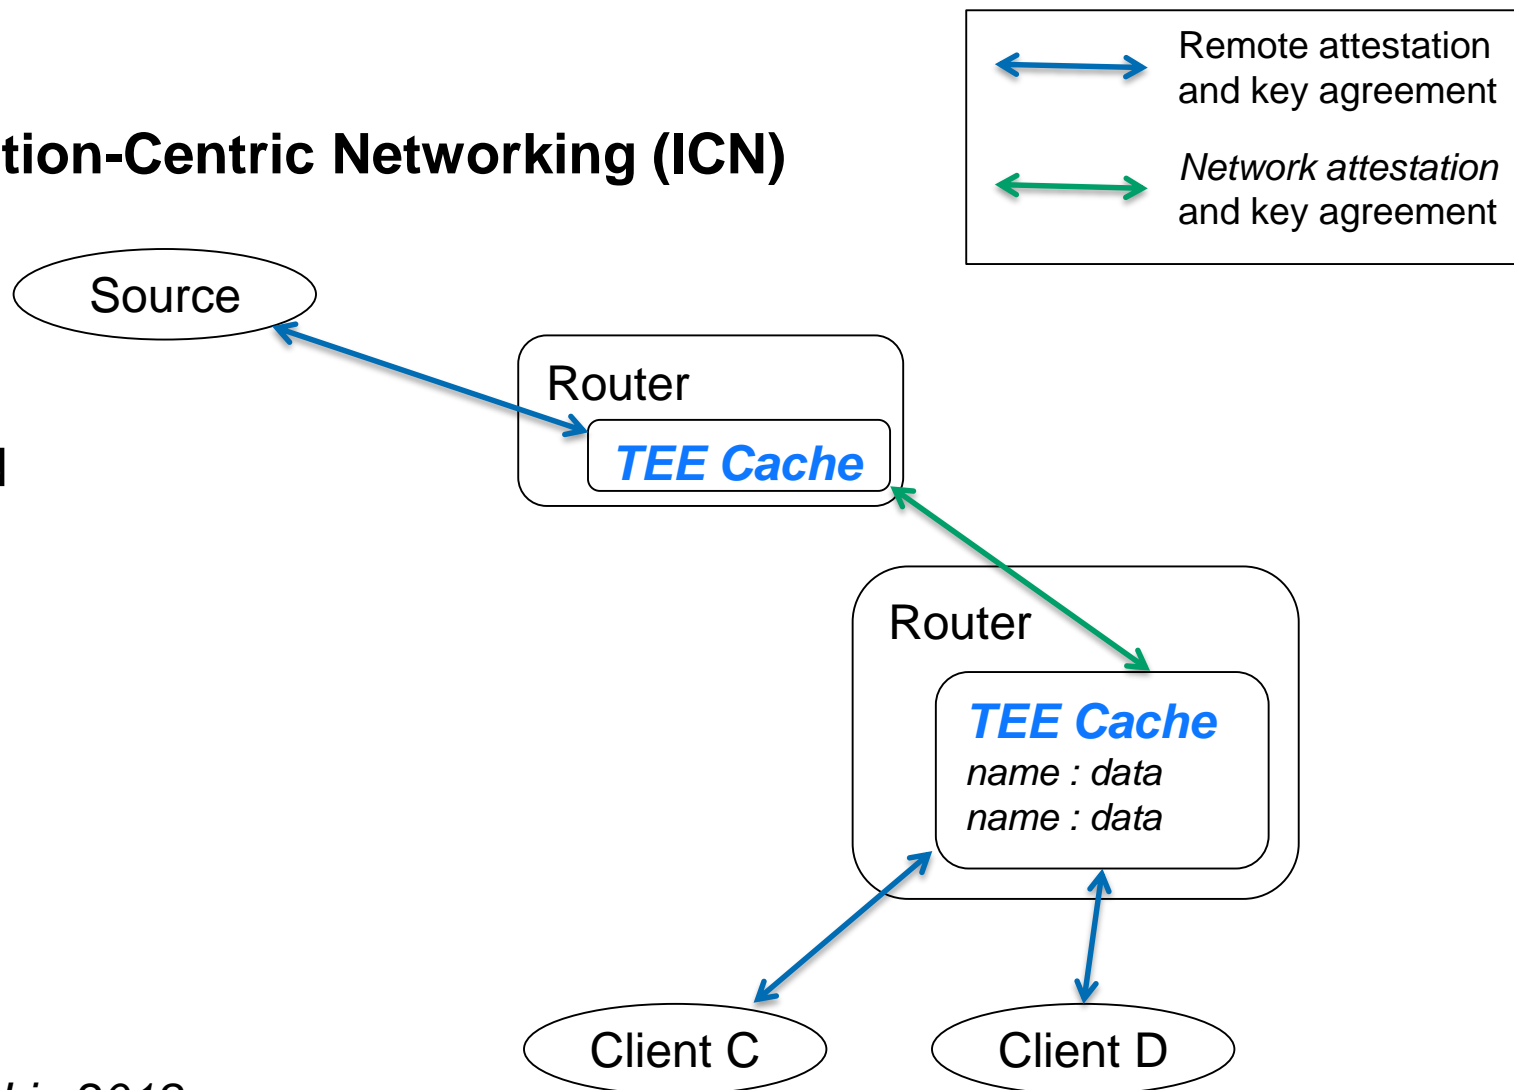 Remote attestation
and key agreement
tion-Centric Networking (ICN)
Network attestation
and key agreement
Source
Router
TEE Cache
Router
TEE Cache
name : data
name : data
Client C
Client D
2018